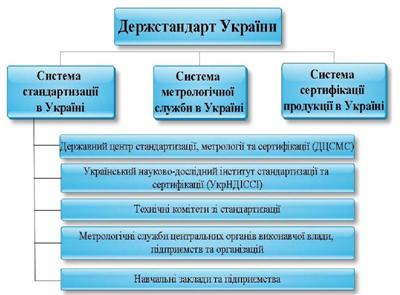 Держстандарт України
Система
стандартизації
в Україні
Система
метрологічної
служби в Україні
Система
сертифікації
продукції в Україні
Державний центр стандартизації, метрології та сертифікації (ДЦСМС)
Український науково-дослідний інститут стандартизації та
сертифікації (УкрНДІССІ)
Технічні комітети зі стандартизації
Метрологічні служби центральних органів виконавчої влади,
підприємств та організацій
Навчальні заклади та підприємства